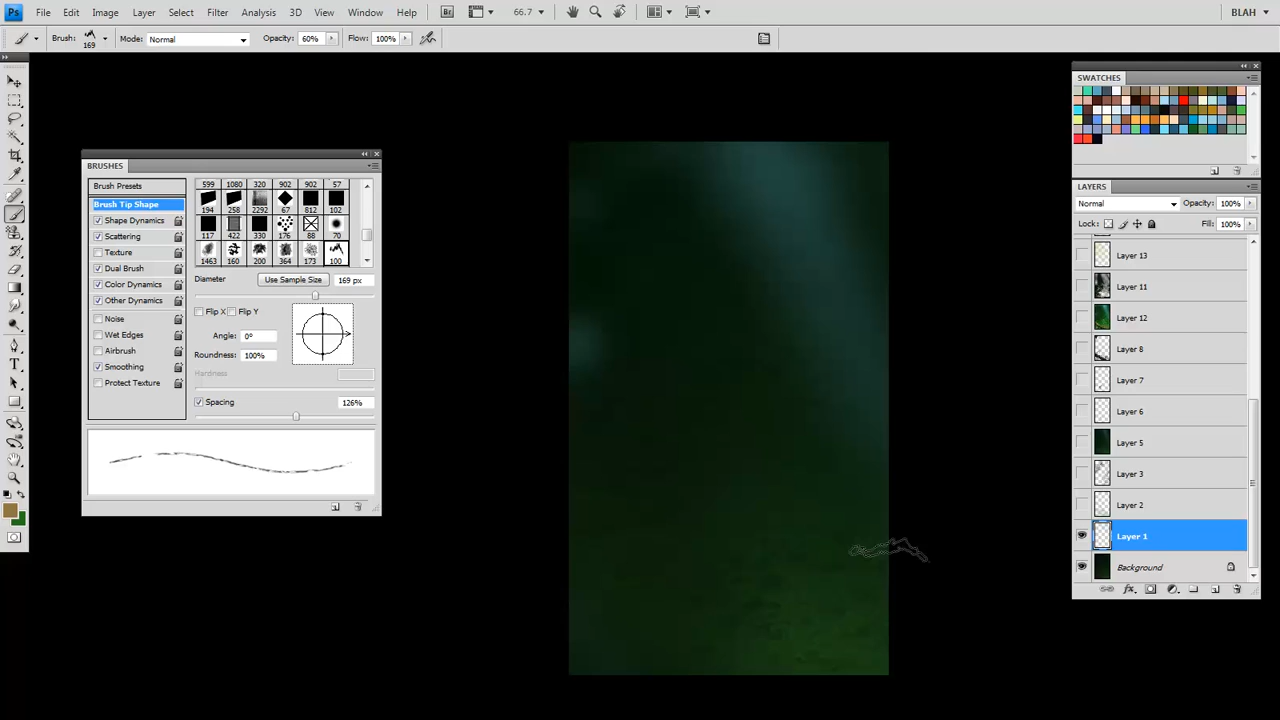 Ps File Edit Image Layer Select Filter Analysis 3D View Window Help Br 66.7 BLAH
Brush: 169 Mode: Normal Opacity: 60% Flow: 100%
BRUSHES
Brush Presets
Brush Tip Shape
Shape Dynamics
Scattering
Texture
Dual Brush
Color Dynamics
Other Dynamics
Noise
Wet Edges
Airbrush
Smoothing
Protect Texture
599 1080 320 902 902 57
194 258 2292 67 812 102
117 422 330 176 88 70
1463 160 200 364 173 100
Diameter Use Sample Size 169 px
Flip X Flip Y
Angle: 0°
Roundness: 100%
Hardness
Spacing 126%
SWATCHES
LAYERS
Normal Opacity: 100%
Lock: Fill: 100%
Layer 13
Layer 11
Layer 12
Layer 8
Layer 7
Layer 6
Layer 5
Layer 3
Layer 2
Layer 1
Background
fx